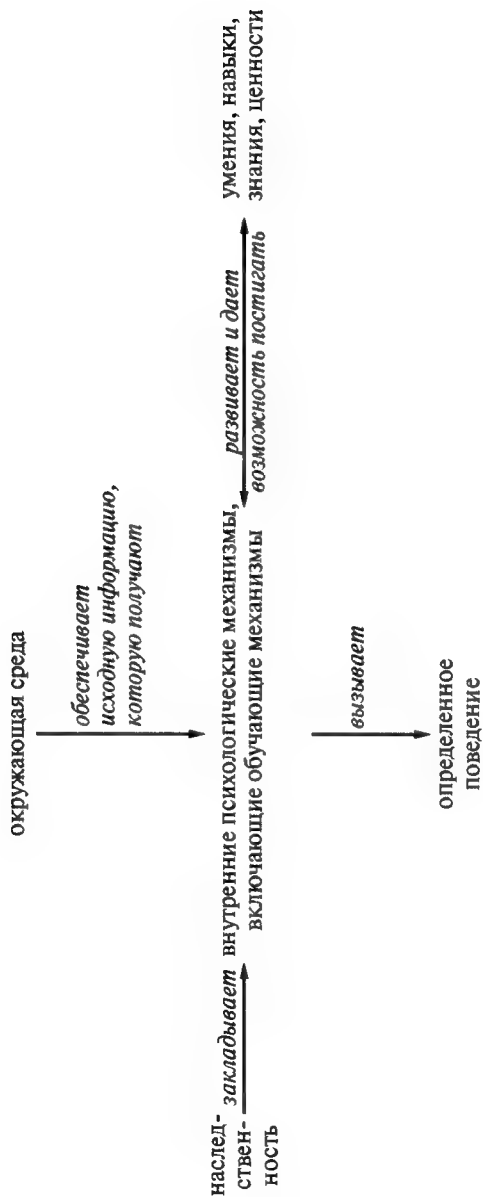 окружающая среда
обеспечивает
исходную информацию,
которую получают
наслед-
ствен-
ность
закладывает
внутренние психологические механизмы,
включающие обучающие механизмы
развивает и дает
возможность постигать
умения, навыки,
знания, ценности
вызывает
определенное
поведение